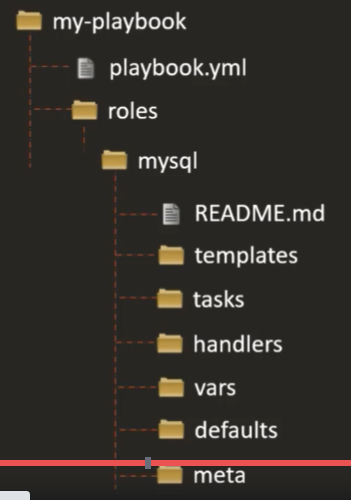 my-playbook
playbook.yml
roles
mysql
README.md
templates
tasks
handlers
vars
defaults
meta